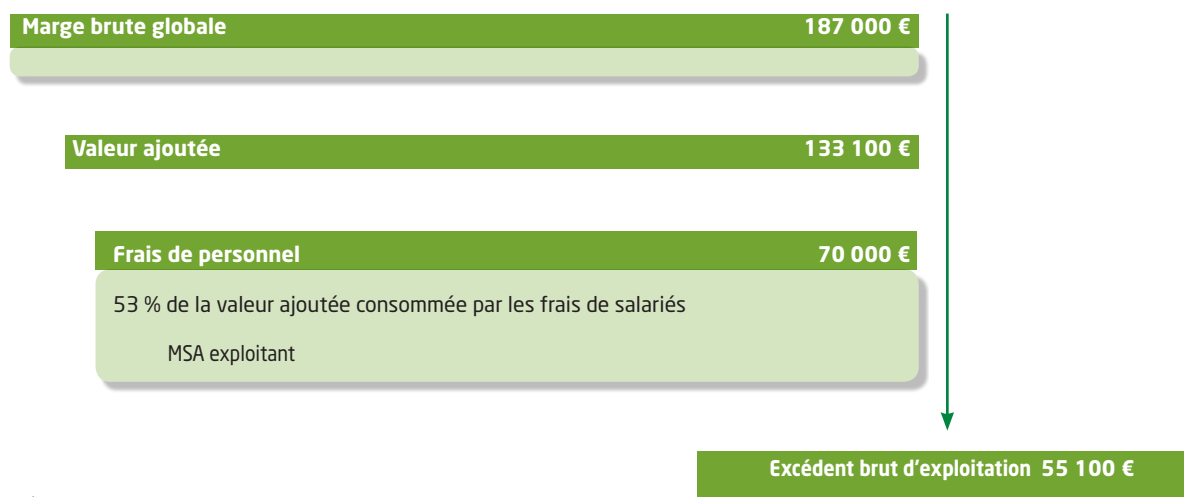 Marge brute globale 187 000 €
Valeur ajoutée 133 100 €
Frais de personnel 70 000 €
53 % de la valeur ajoutée consommée par les frais de salariés
MSA exploitant
Excédent brut d'exploitation 55 100 €